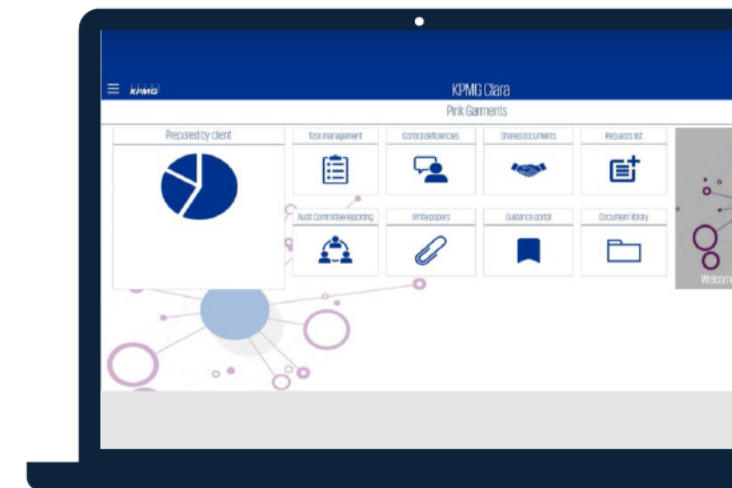 KPMG
KPMG Clara
Pink Garments
Prepared by client
Task management
Control deficiencies
Shared documents
Requests list
Audit Committee reporting
White papers
Guidance portal
Document library
Welcom